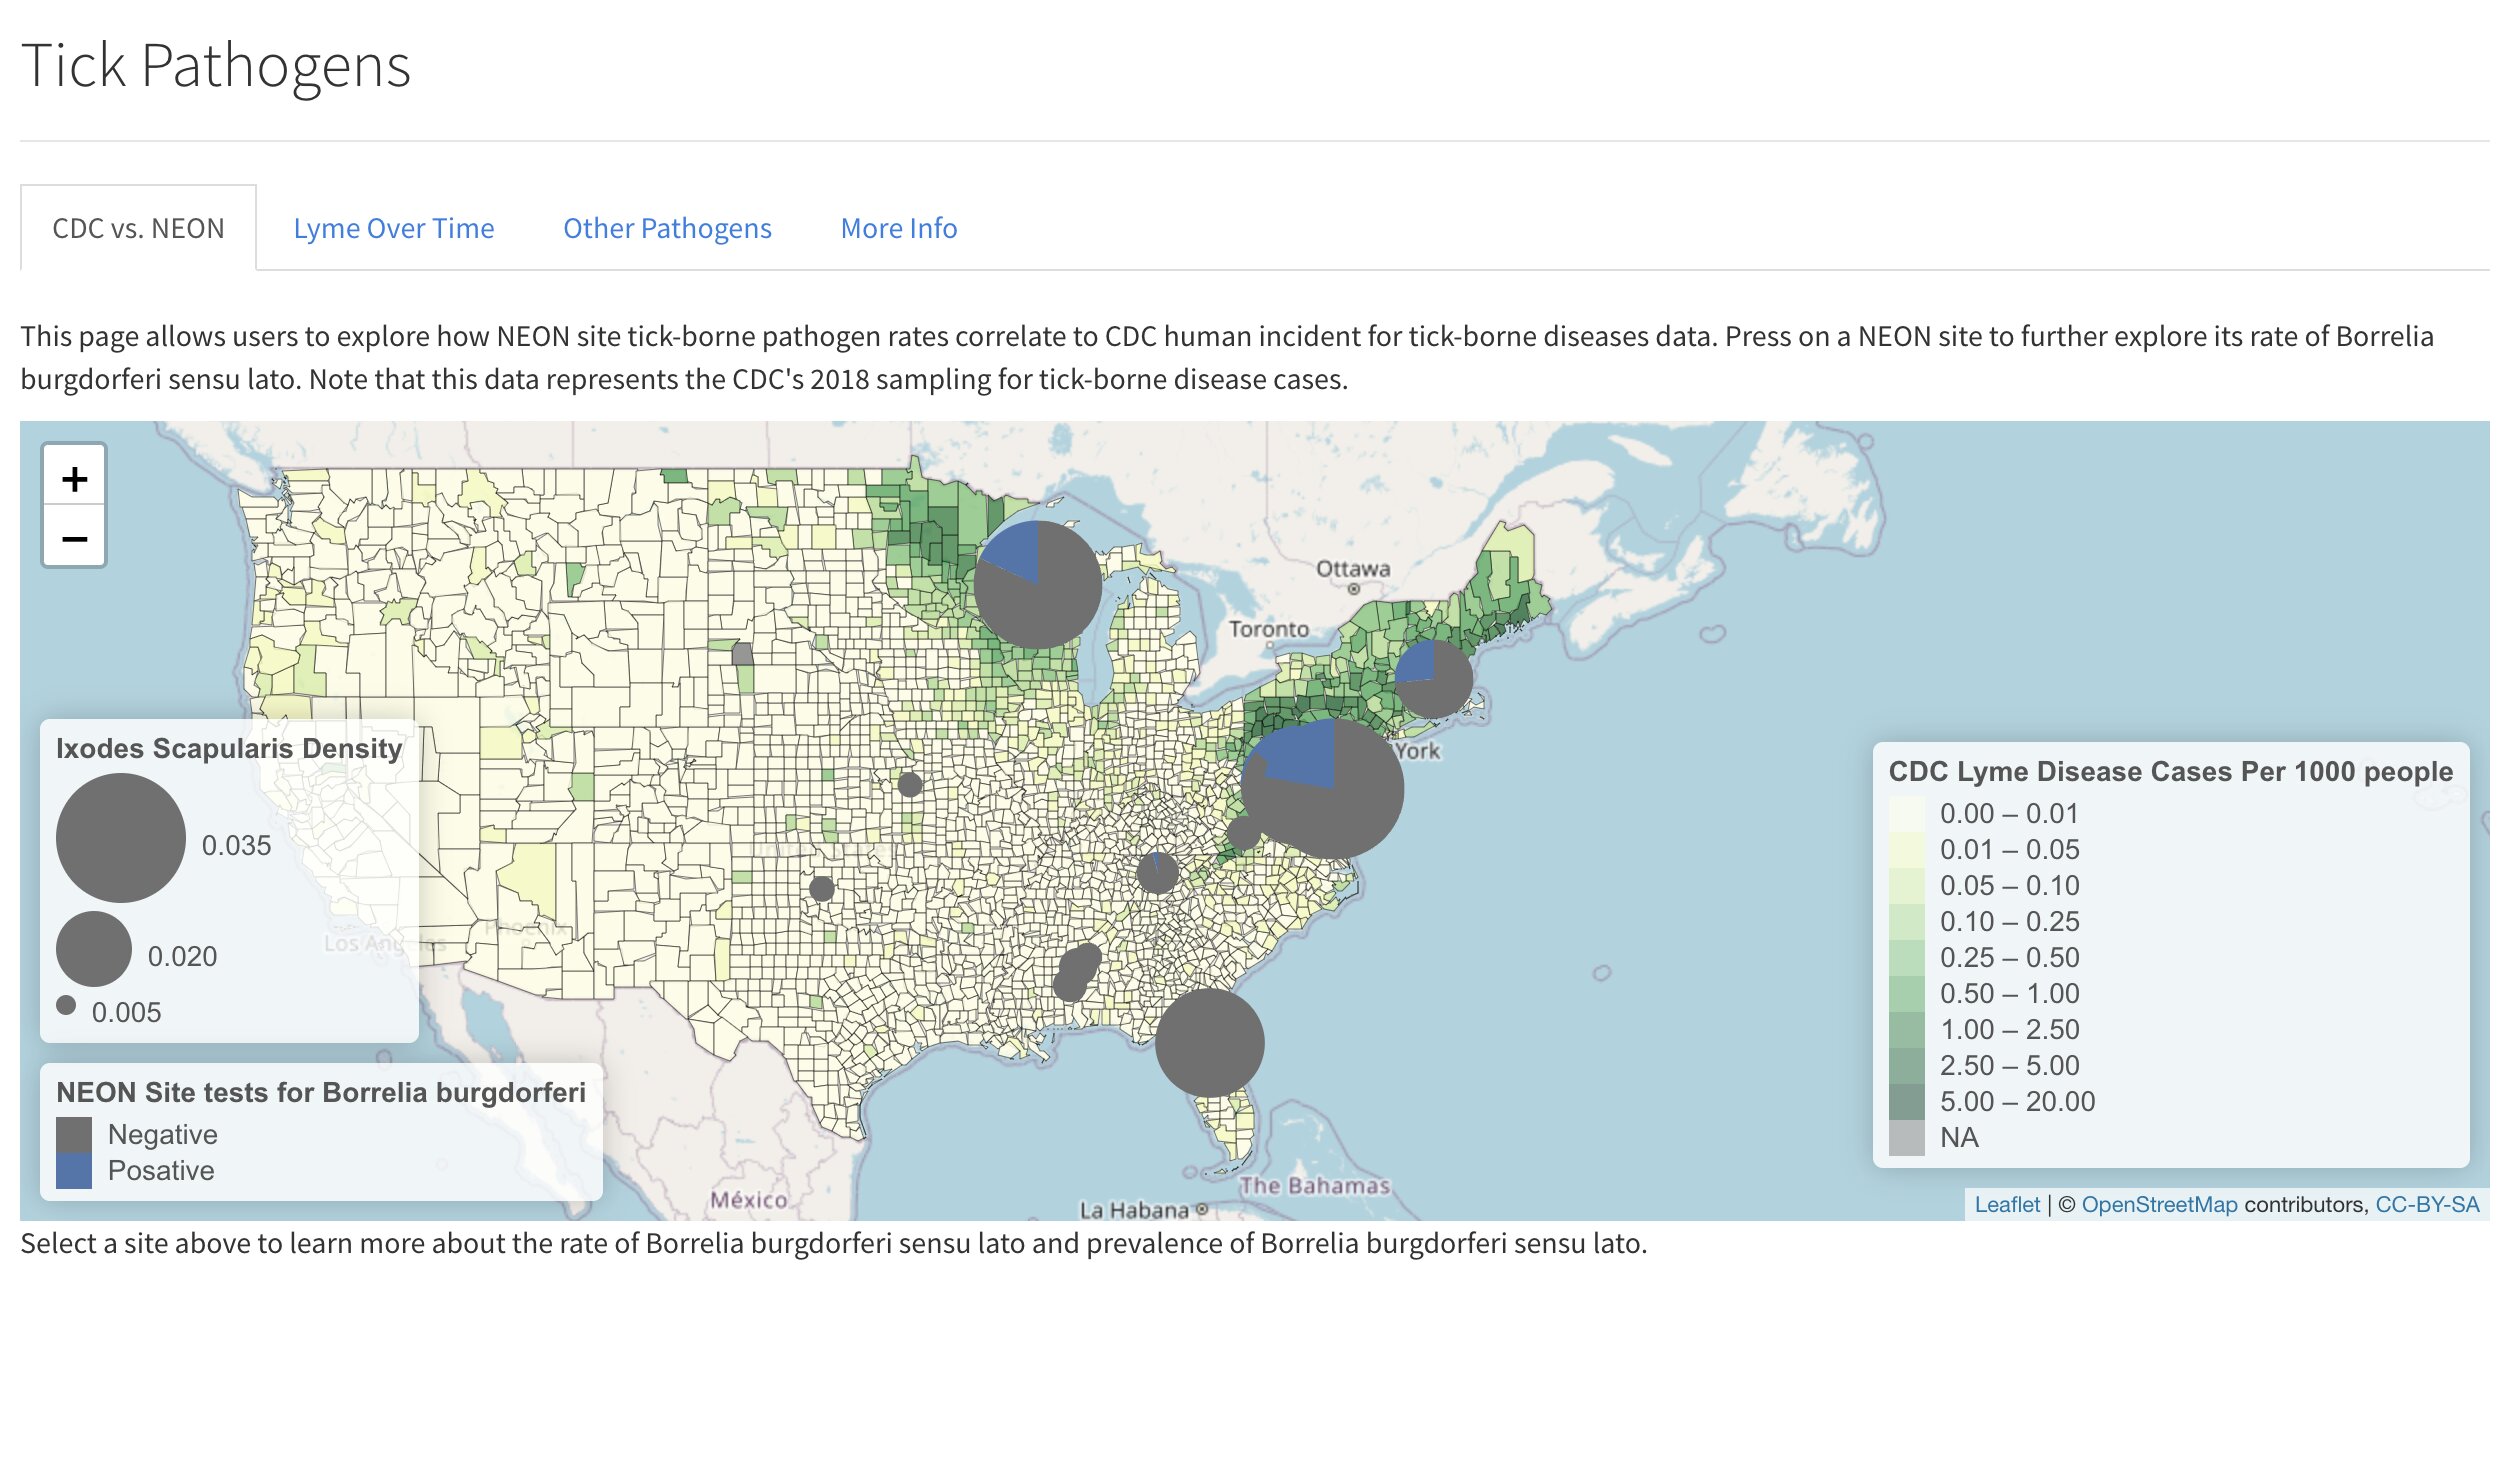 Tick Pathogens
CDC vs. NEON
Lyme Over Time
Other Pathogens
More Info
This page allows users to explore how NEON site tick-borne pathogen rates correlate to CDC human incident for tick-borne diseases data. Press on a NEON site to further explore its rate of Borrelia
burgdorferi sensu lato. Note that this data represents the CDC's 2018 sampling for tick-borne disease cases.
+
−
Ottawa
Toronto
York
Ixodes Scapularis Density
0.035
0.020
0.005
United States
Phoenix
NEON Site tests for Borrelia burgdorferi
Negative
Posative
CDC Lyme Disease Cases Per 1000 people
0.00 – 0.01
0.01 – 0.05
0.05 – 0.10
0.10 – 0.25
0.25 – 0.50
0.50 – 1.00
1.00 – 2.50
2.50 – 5.00
5.00 – 20.00
NA
México
La Habana
The Bahamas
Leaflet | © OpenStreetMap contributors, CC-BY-SA
Select a site above to learn more about the rate of Borrelia burgdorferi sensu lato and prevalence of Borrelia burgdorferi sensu lato.